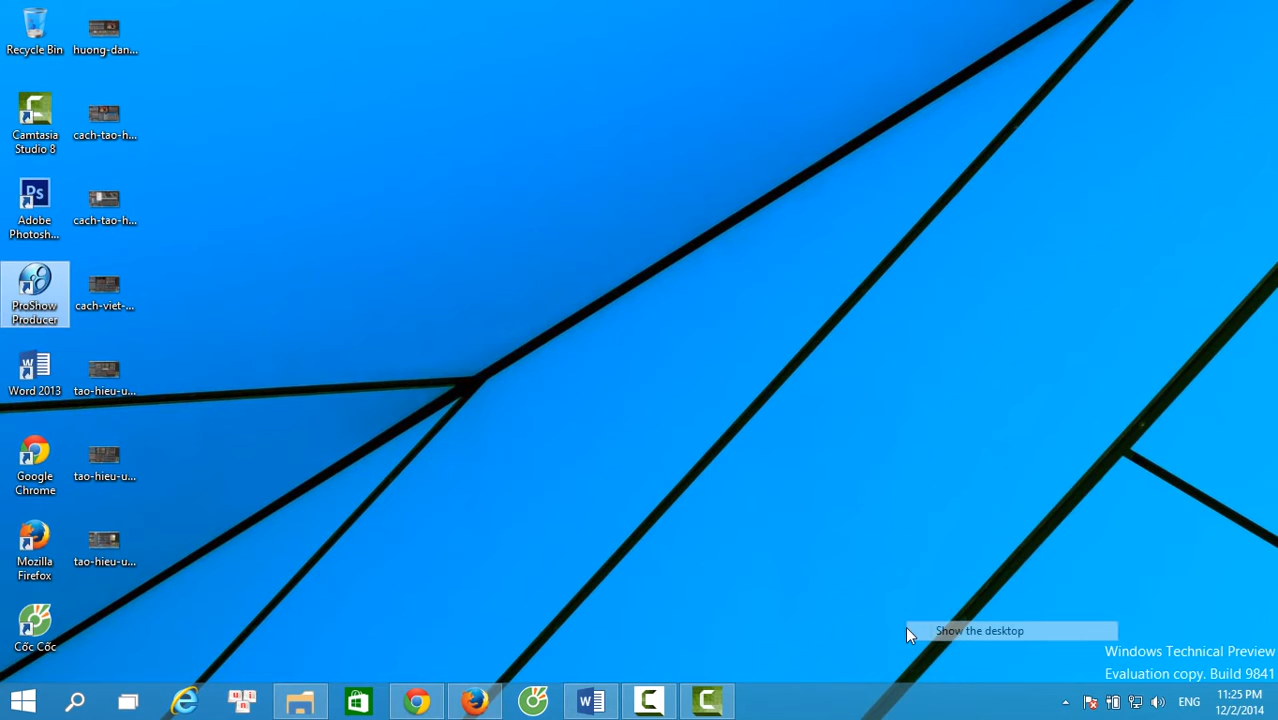 Recycle Bin
huong-dan...
Camtasia
Studio 8
cach-tao-h...
Ps
Adobe
Photosh...
cach-tao-h...
ProShow
Producer
cach-viet-...
Word 2013
tao-hieu-u...
Google
Chrome
tao-hieu-u...
Mozilla
Firefox
tao-hieu-u...
Cốc Cốc
Show the desktop
Windows Technical Preview
Evaluation copy. Build 9841
ENG
11:25 PM
12/2/2014